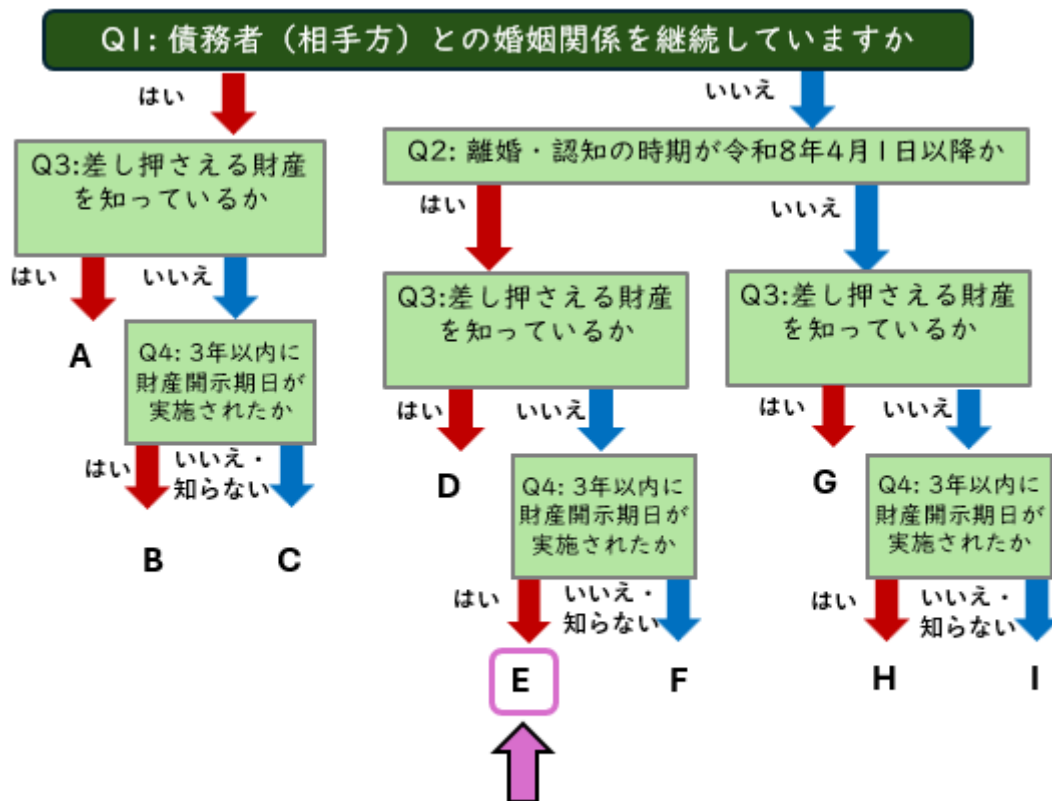 Q1: 債務者（相手方）との婚姻関係を継続していますか
はい
いいえ
Q3:差し押さえる財産
を知っているか
Q2: 離婚・認知の時期が令和8年4月1日以降か
はい
いいえ
はい
いいえ
A
Q4: 3年以内に
財産開示期日が
実施されたか
Q3:差し押さえる財産
を知っているか
Q3:差し押さえる財産
を知っているか
はい
いいえ・
知らない
B
C
はい
いいえ
D
Q4: 3年以内に
財産開示期日が
実施されたか
はい
いいえ
G
Q4: 3年以内に
財産開示期日が
実施されたか
はい
いいえ・
知らない
E
F
はい
いいえ・
知らない
H
I